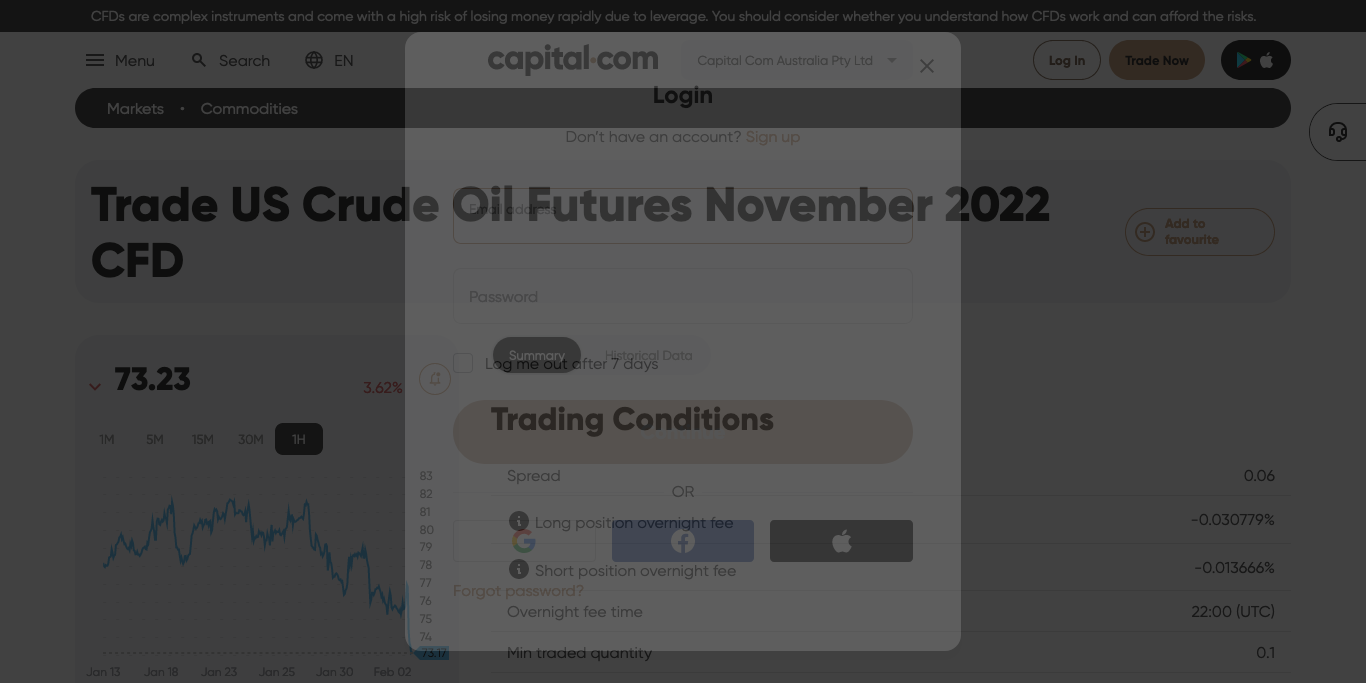 CFDs are complex instruments and come with a high risk of losing money rapidly due to leverage. You should consider whether you understand how CFDs work and can afford the risks.
Menu
Search
EN
capital.com
Capital Com Australia Pty Ltd
Log In
Trade Now
Markets • Commodities
Login
Don't have an account? Sign up
Trade US Crude Oil Futures November 2022
CFD
Add to
favourite
Email address
Password
Summary
Historical Data
Log me out after 7 days
73.23
3.62%
1M
5M
15M
30M
1H
Trading Conditions
83
82
81
80
79
78
77
76
75
74
73.17
Jan 13
Jan 18
Jan 23
Jan 25
Jan 30
Feb 02
Spread 0.06
OR
Long position overnight fee -0.030779%
Short position overnight fee -0.013666%
Forgot password?
Overnight fee time 22:00 (UTC)
Min traded quantity 0.1